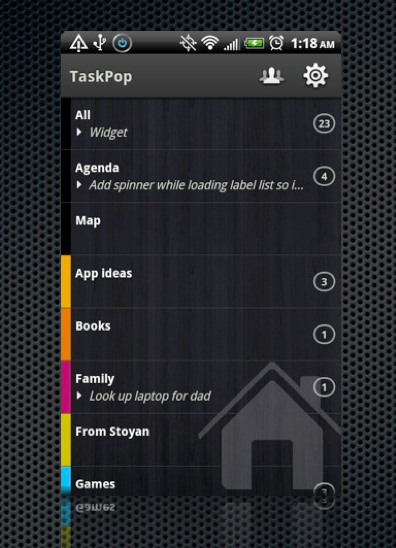 1:18 AM
TaskPop
All
Widget
23
Agenda
Add spinner while loading label list so i...
4
Map
App ideas
3
Books
1
Family
Look up laptop for dad
1
From Stoyan
Games
3